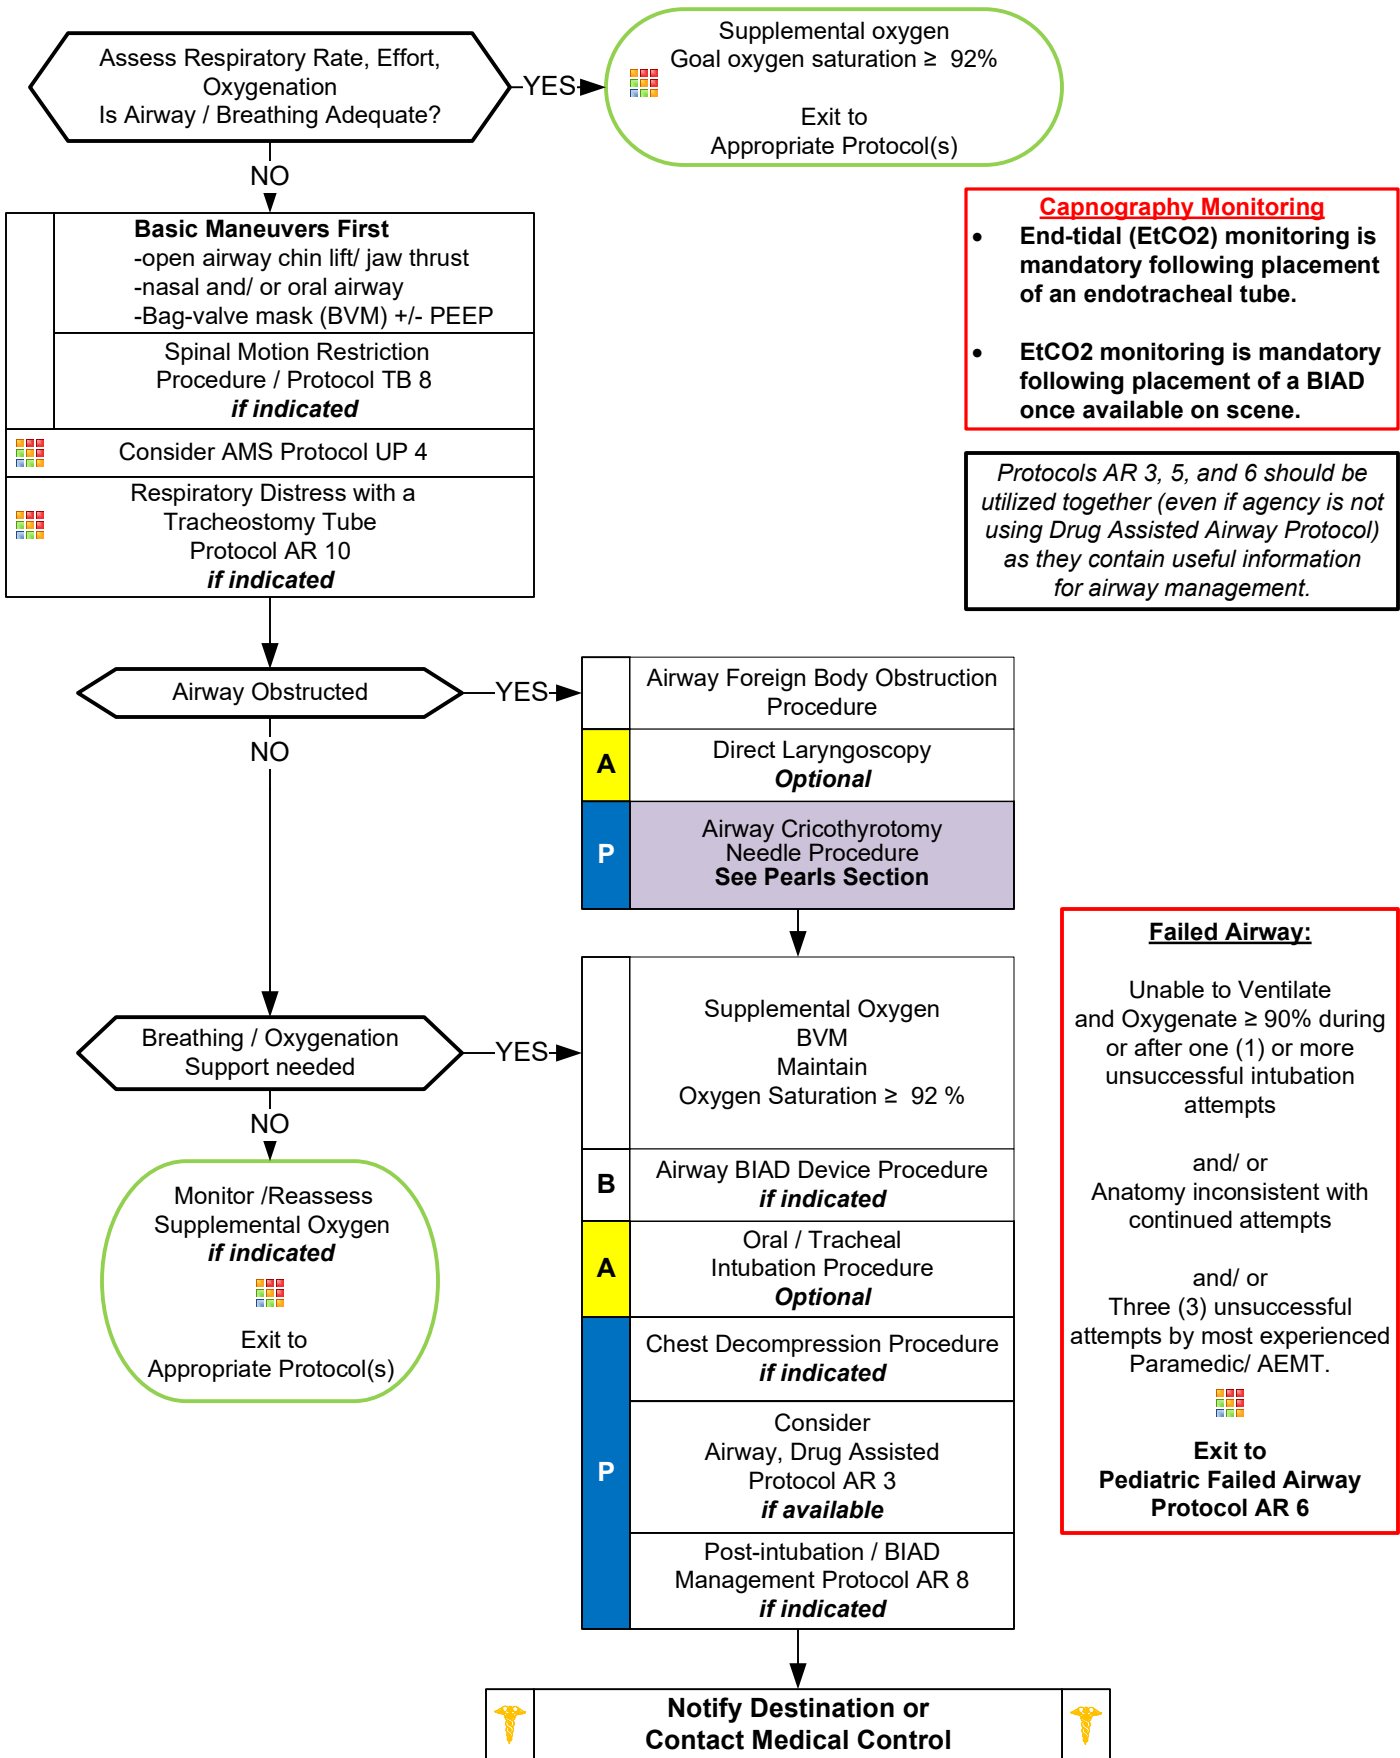 Assess Respiratory Rate, Effort,
Oxygenation
Is Airway / Breathing Adequate?
YES
Supplemental oxygen
Goal oxygen saturation ≥ 92%
Exit to
Appropriate Protocol(s)
NO
Basic Maneuvers First
-open airway chin lift/ jaw thrust
-nasal and/ or oral airway
-Bag-valve mask (BVM) +/- PEEP
Spinal Motion Restriction
Procedure / Protocol TB 8
if indicated
Consider AMS Protocol UP 4
Respiratory Distress with a
Tracheostomy Tube
Protocol AR 10
if indicated
Capnography Monitoring
• End-tidal (EtCO2) monitoring is
mandatory following placement
of an endotracheal tube.
• EtCO2 monitoring is mandatory
following placement of a BIAD
once available on scene.
Protocols AR 3, 5, and 6 should be
utilized together (even if agency is not
using Drug Assisted Airway Protocol)
as they contain useful information
for airway management.
Airway Obstructed
YES
NO
Airway Foreign Body Obstruction
Procedure
A
Direct Laryngoscopy
Optional
P
Airway Cricothyrotomy
Needle Procedure
See Pearls Section
Breathing / Oxygenation
Support needed
YES
NO
Supplemental Oxygen
BVM
Maintain
Oxygen Saturation ≥ 92 %
B
Airway BIAD Device Procedure
if indicated
A
Oral / Tracheal
Intubation Procedure
Optional
P
Chest Decompression Procedure
if indicated
Consider
Airway, Drug Assisted
Protocol AR 3
if available
Post-intubation / BIAD
Management Protocol AR 8
if indicated
Monitor /Reassess
Supplemental Oxygen
if indicated
Exit to
Appropriate Protocol(s)
Failed Airway:
Unable to Ventilate
and Oxygenate ≥ 90% during
or after one (1) or more
unsuccessful intubation
attempts
and/ or
Anatomy inconsistent with
continued attempts
and/ or
Three (3) unsuccessful
attempts by most experienced
Paramedic/ AEMT.
Exit to
Pediatric Failed Airway
Protocol AR 6
Notify Destination or
Contact Medical Control